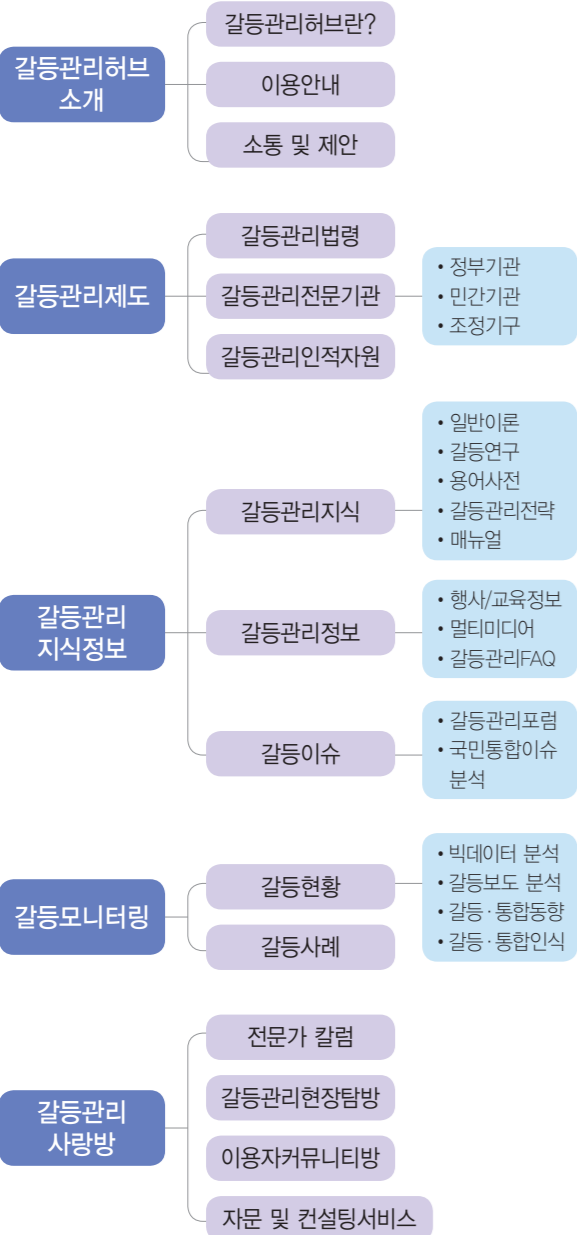 갈등관리허브
소개
갈등관리허브란?
이용안내
소통 및 제안
갈등관리제도
갈등관리법령
갈등관리전문기관
• 정부기관
• 민간기관
• 조정기구
갈등관리인적자원
갈등관리
지식정보
갈등관리지식
• 일반이론
• 갈등연구
• 용어사전
• 갈등관리전략
• 매뉴얼
갈등관리정보
• 행사/교육정보
• 멀티미디어
• 갈등관리FAQ
갈등이슈
• 갈등관리포럼
• 국민통합이슈
분석
갈등모니터링
갈등현황
• 빅데이터 분석
• 갈등보도 분석
• 갈등·통합동향
• 갈등·통합인식
갈등사례
갈등관리
사랑방
전문가 칼럼
갈등관리현장탐방
이용자커뮤니티방
자문 및 컨설팅서비스